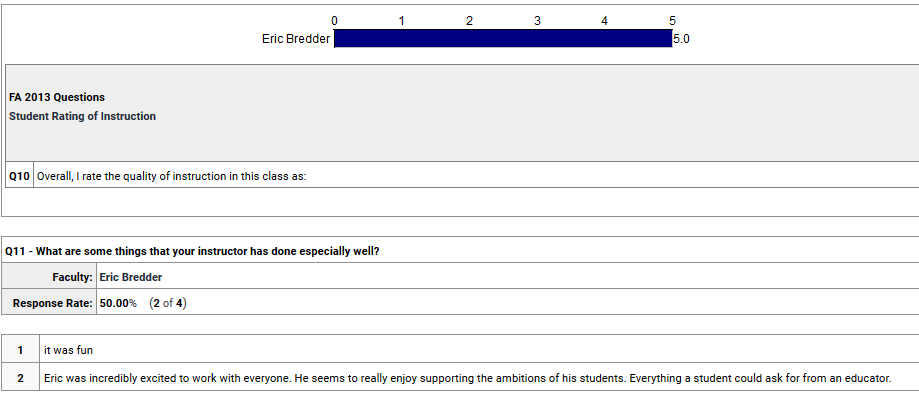 0 1 2 3 4 5
Eric Bredder 5.0
FA 2013 Questions
Student Rating of Instruction
Q10 Overall, I rate the quality of instruction in this class as:
Q11 - What are some things that your instructor has done especially well?
Faculty: Eric Bredder
Response Rate: 50.00% (2 of 4)
1 it was fun
2 Eric was incredibly excited to work with everyone. He seems to really enjoy supporting the ambitions of his students. Everything a student could ask for from an educator.